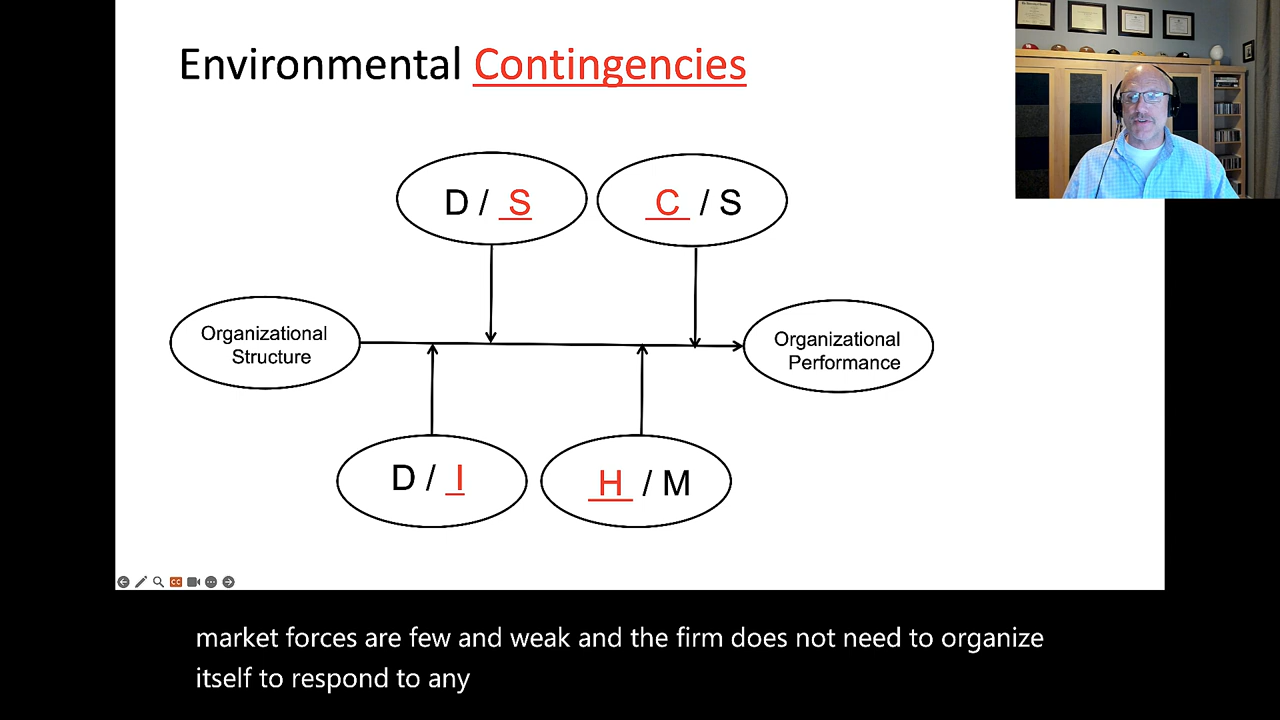 Environmental Contingencies
D / S
C / S
Organizational
Structure
Organizational
Performance
D / I
H / M
CC
market forces are few and weak and the firm does not need to organize
itself to respond to any